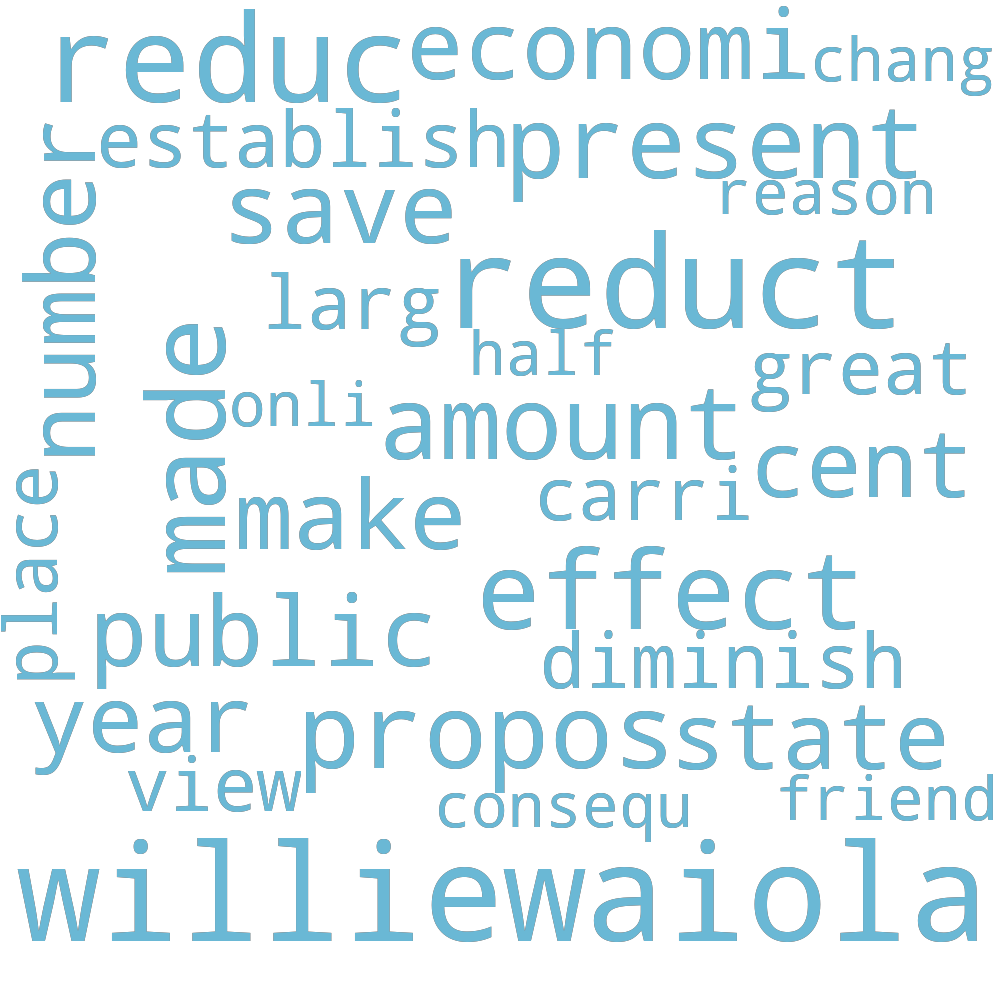 reduc economi chang
establish present
reason
save
number
reduct
larg
half
great
made
onli
amount
cent
place
make
carri
effect
public
diminish
year
propos state
view
consequ
friend
williewaiola